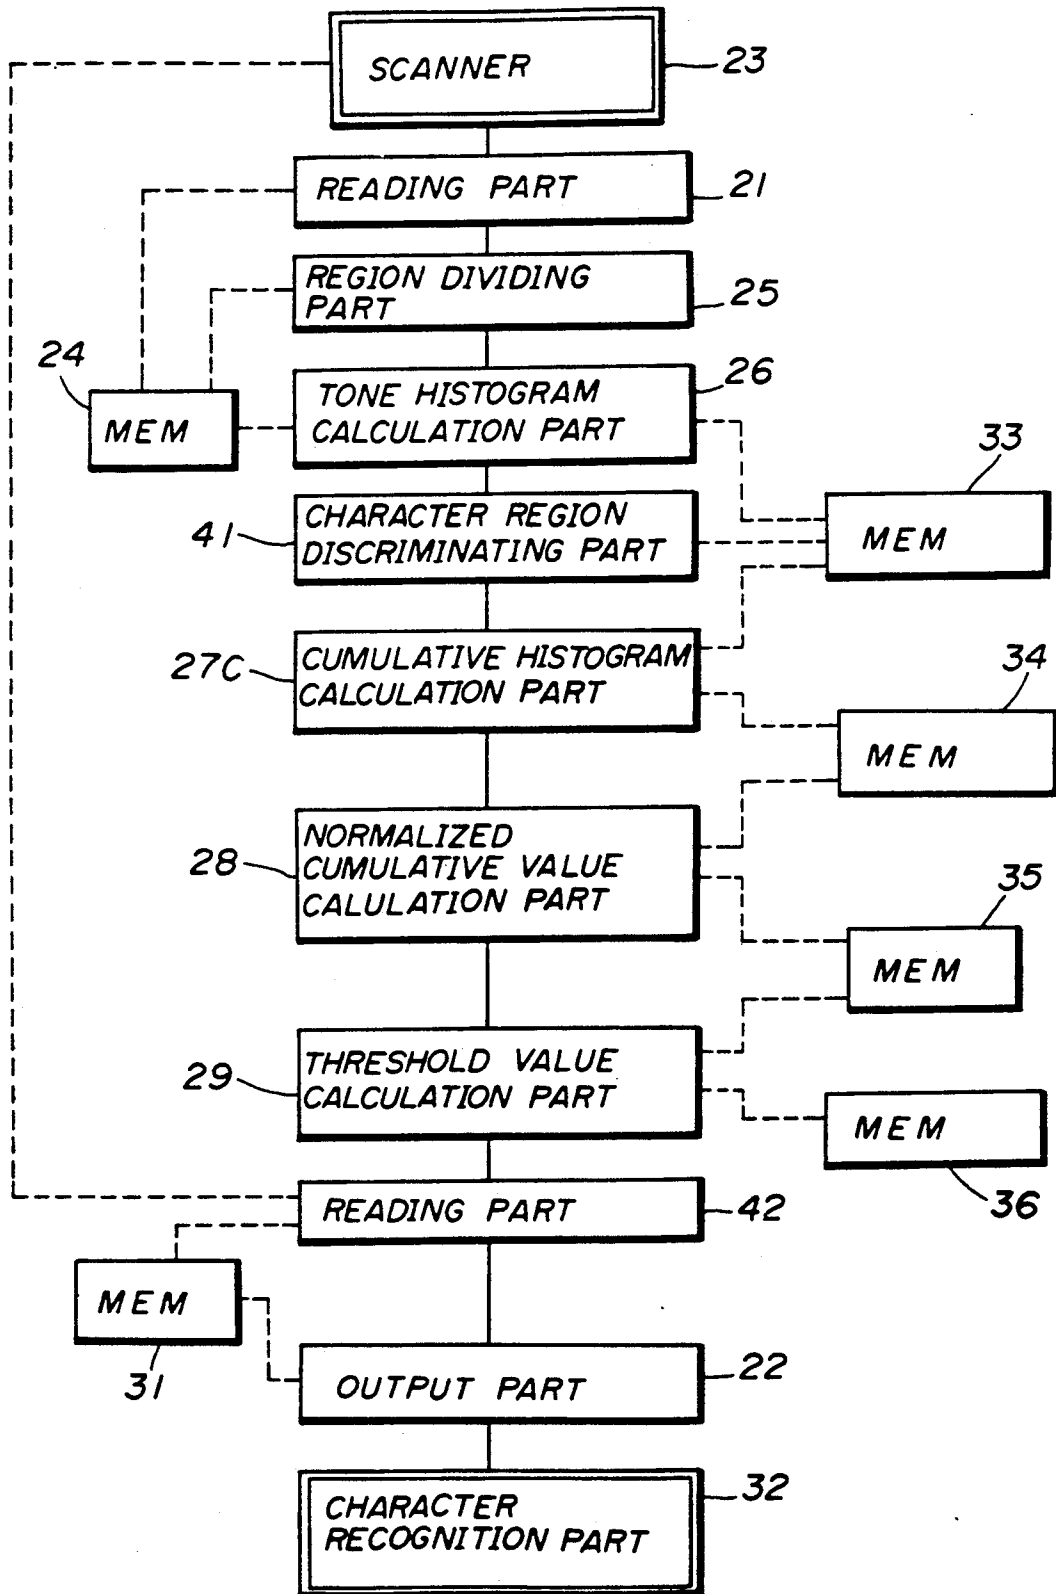 SCANNER
23
READING PART
21
REGION DIVIDING
PART
25
24
MEM
TONE HISTOGRAM
CALCULATION PART
26
33
MEM
41
CHARACTER REGION
DISCRIMINATING PART
27C
CUMULATIVE HISTOGRAM
CALCULATION PART
34
MEM
28
NORMALIZED
CUMULATIVE VALUE
CALULATION PART
35
MEM
29
THRESHOLD VALUE
CALCULATION PART
MEM
36
READING PART
42
MEM
31
OUTPUT PART
22
CHARACTER
RECOGNITION PART
32